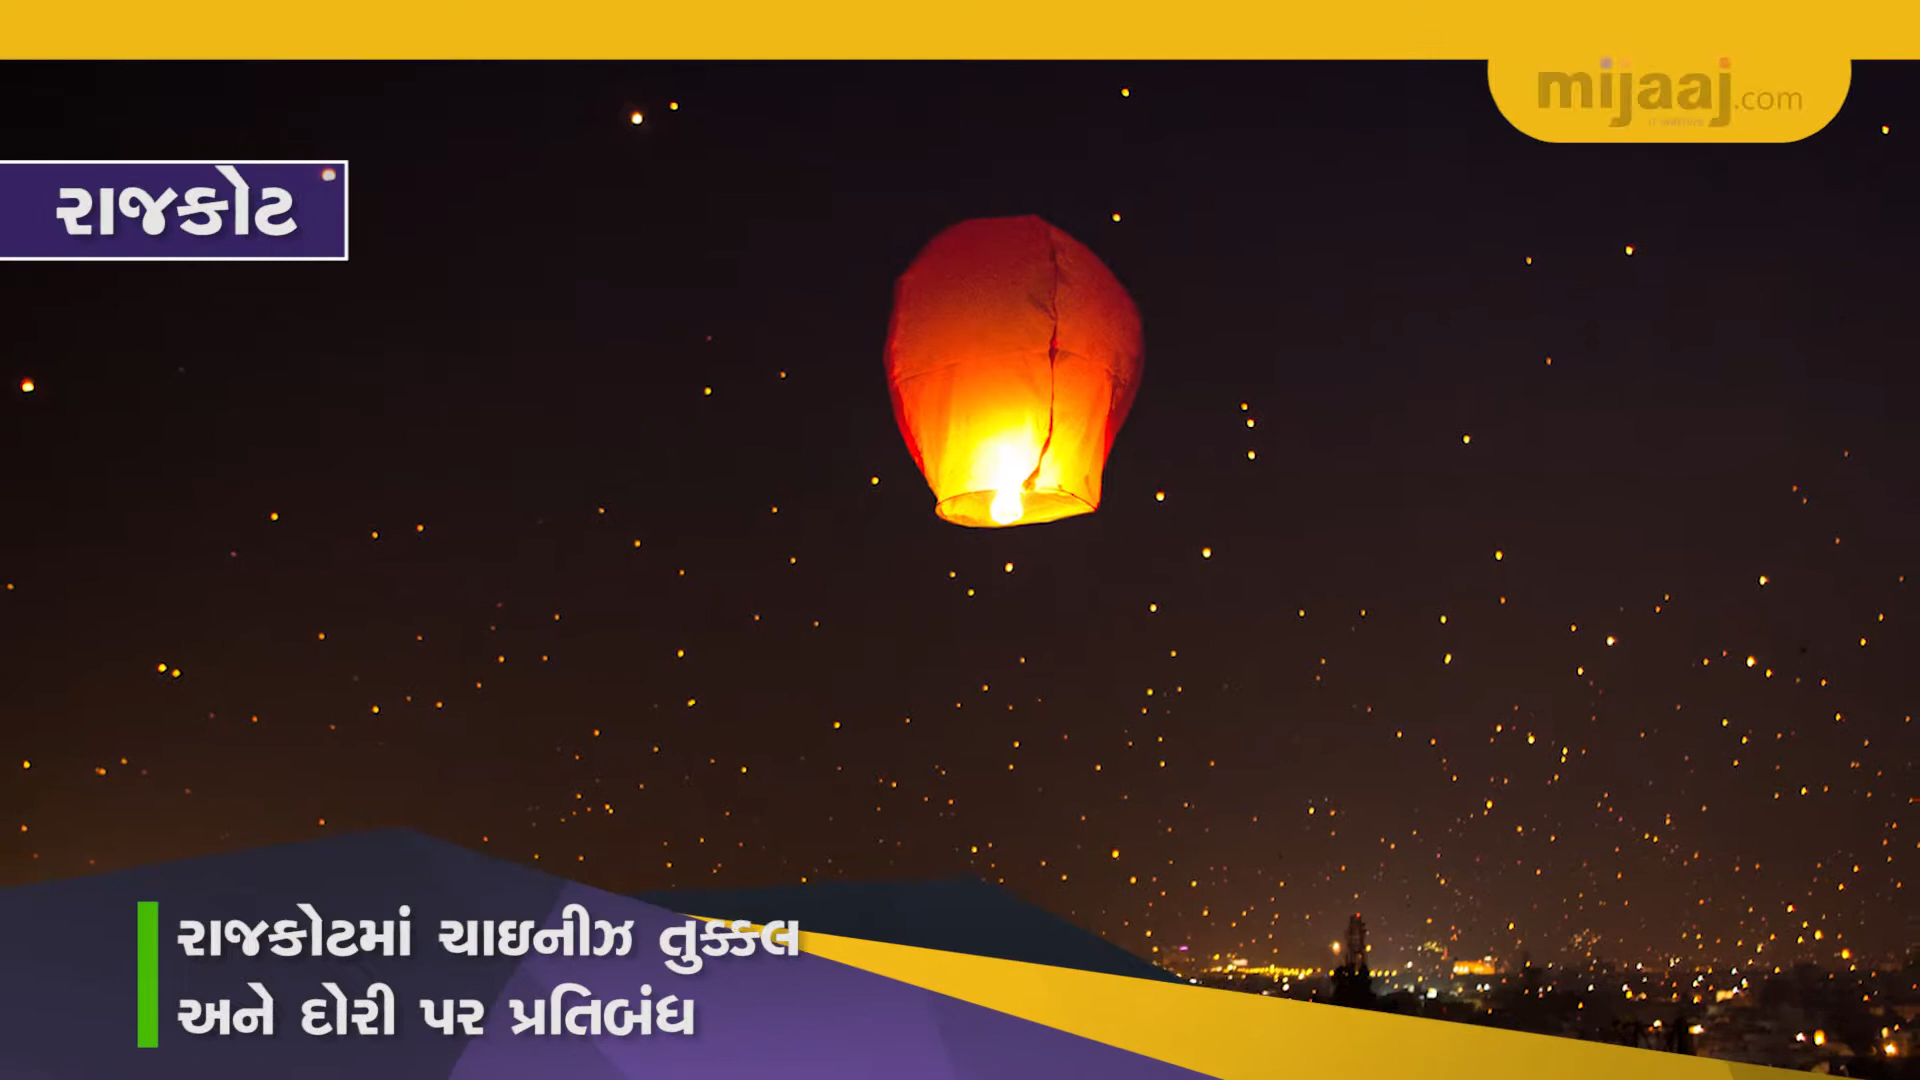 mijaaj.com
રાજકોટ
રાજકોટમાં ચાઇનીઝ તુક્કલ
અને દોરી પર પ્રતિબંધ